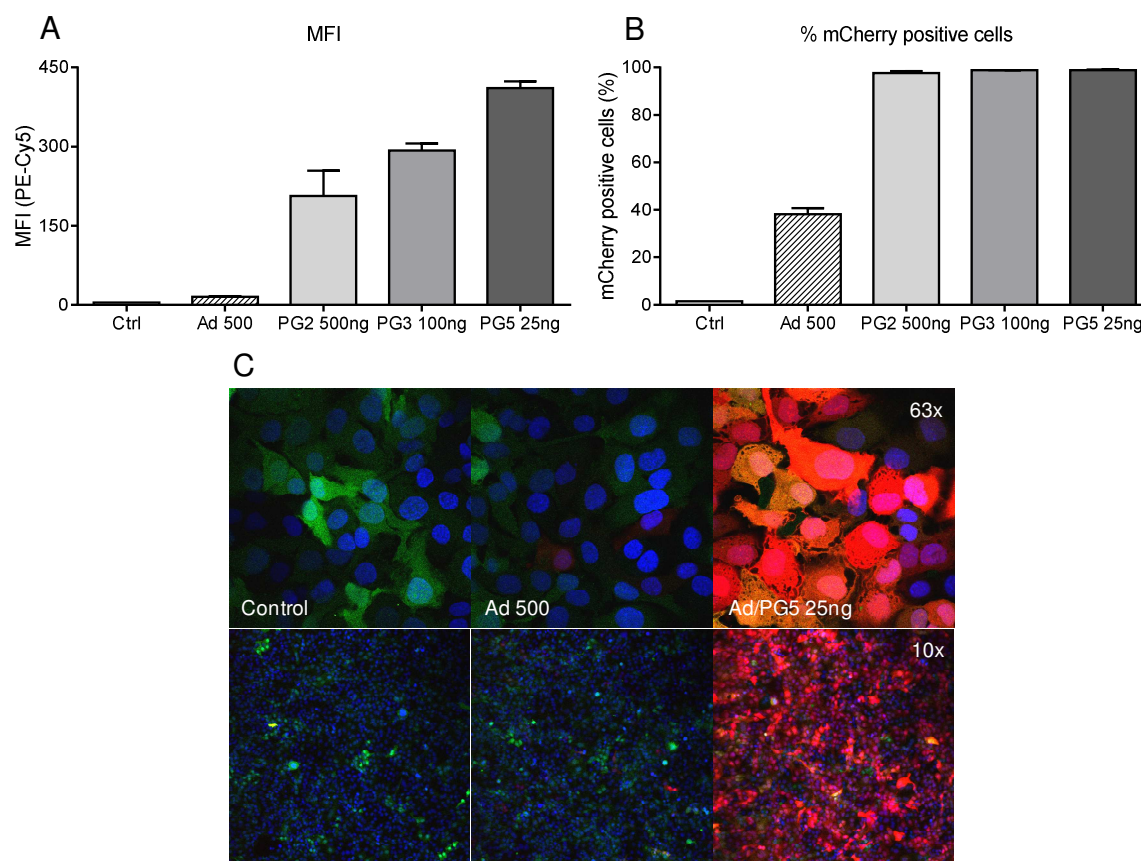 A
MFI
MFI (PE-Cy5)
450
300
150
0
Ctrl
Ad 500
PG2 500ng
PG3 100ng
PG5 25ng
B
% mCherry positive cells
mCherry positive cells (%)
100
80
60
40
20
0
Ctrl
Ad 500
PG2 500ng
PG3 100ng
PG5 25ng
C
63x
Control
Ad 500
Ad/PG5 25ng
10x